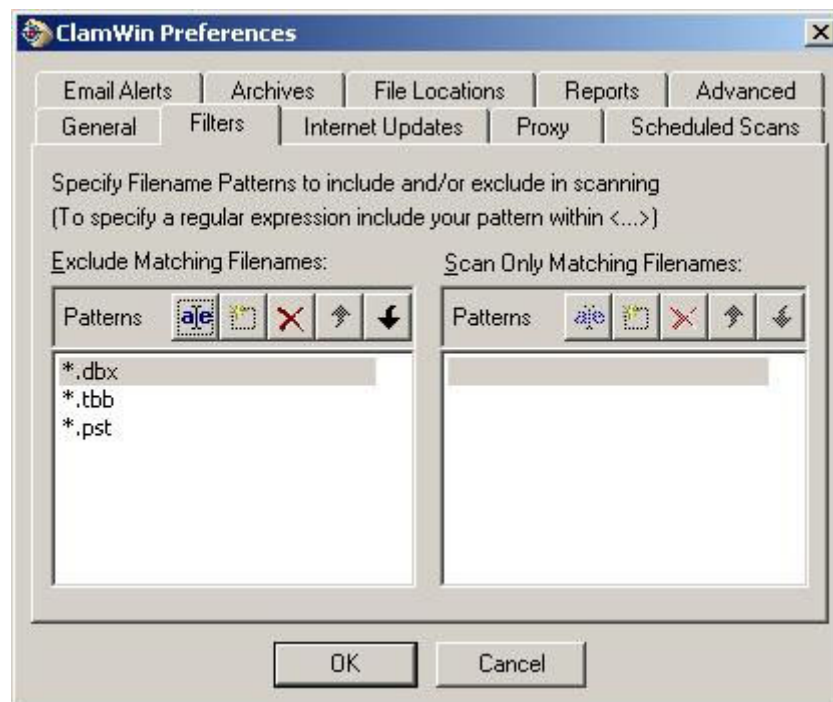 ClamWin Preferences
Email Alerts Archives File Locations Reports Advanced
General Filters Internet Updates Proxy Scheduled Scans
Specify Filename Patterns to include and/or exclude in scanning
(To specify a regular expression include your pattern within <...>)
Exclude Matching Filenames:
Patterns
*.dbx
*.tbb
*.pst
Scan Only Matching Filenames:
Patterns
OK Cancel